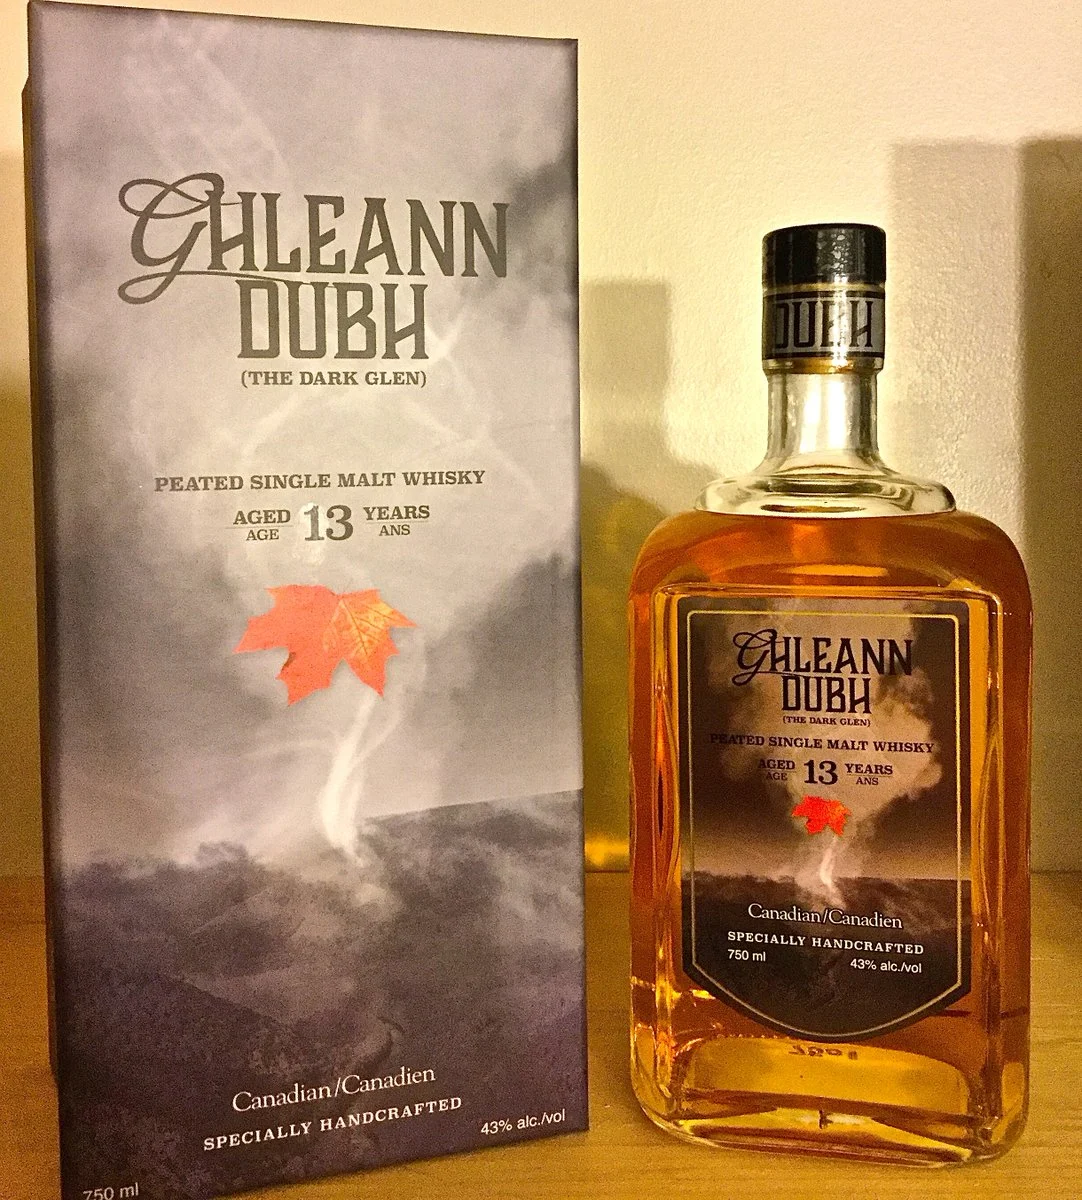 GHLEANN
DUBH
(THE DARK GLEN)
PEATED SINGLE MALT WHISKY
AGED 13 YEARS
AGE ANS
Canadian/Canadien
SPECIALLY HANDCRAFTED
750 ml 43% alc./vol
DUBH
GHLEANN
DUBH
(THE DARK GLEN)
PEATED SINGLE MALT WHISKY
AGED 13 YEARS
AGE ANS
Canadian/Canadien
SPECIALLY HANDCRAFTED
750 ml 43% alc./vol